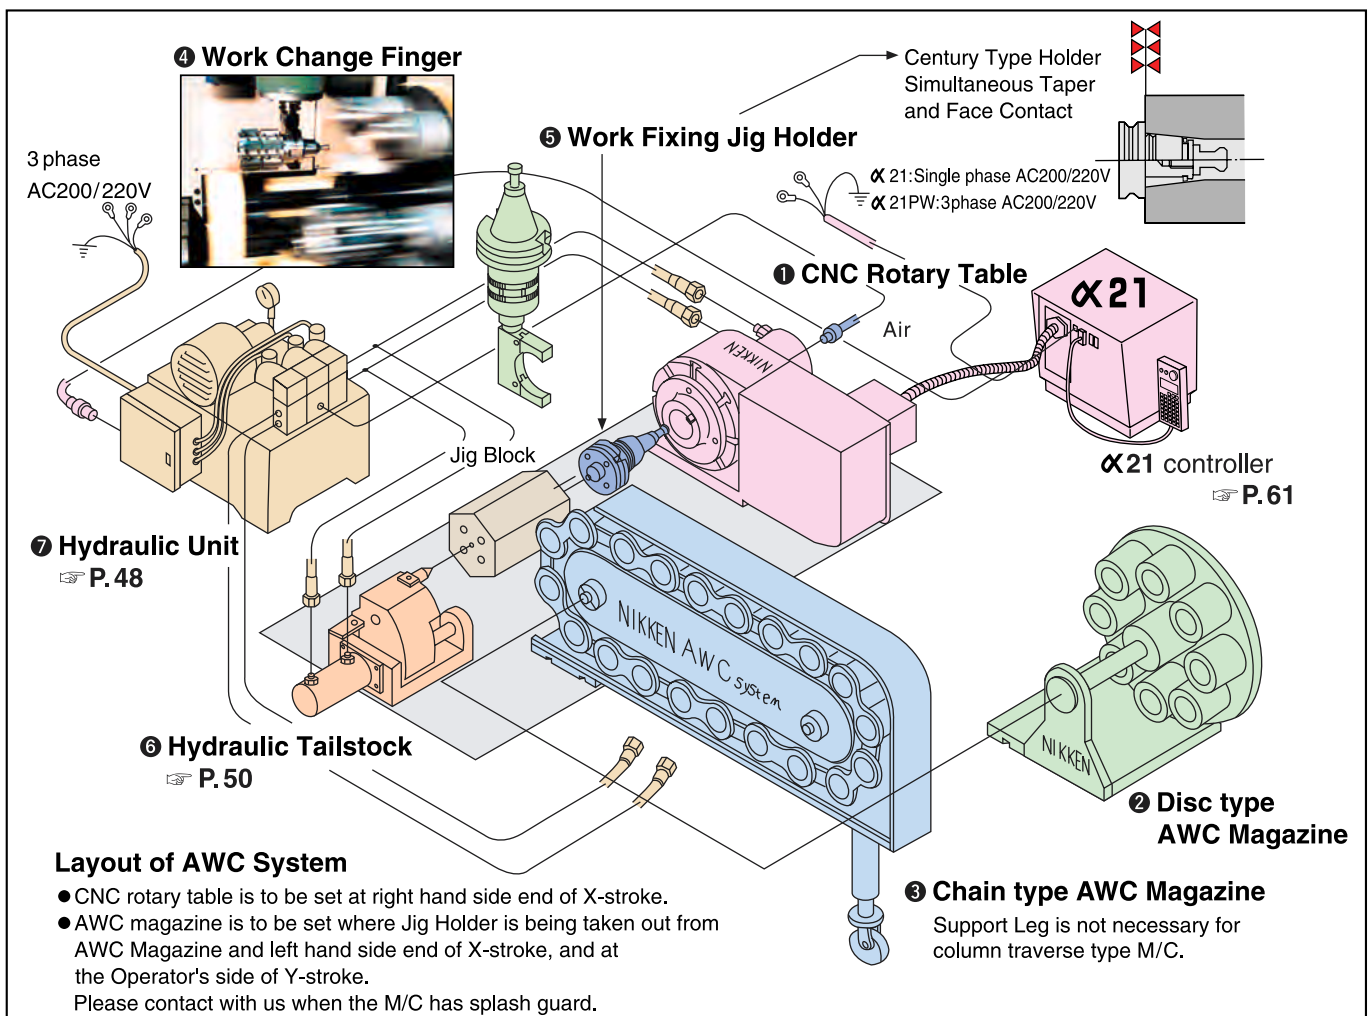 ❹ Work Change Finger
3 phase
AC200/220V
Century Type Holder
Simultaneous Taper
and Face Contact
❺ Work Fixing Jig Holder
α 21:Single phase AC200/220V
α 21PW:3phase AC200/220V
❶ CNC Rotary Table
α21
Air
NIKKEN
Jig Block
α21 controller
☞ P.61
❼ Hydraulic Unit
☞ P.48
NIKKEN AWC system
NIKKEN
❻ Hydraulic Tailstock
☞ P.50
❷ Disc type
AWC Magazine
❸ Chain type AWC Magazine
Support Leg is not necessary for
column traverse type M/C.
Layout of AWC System
● CNC rotary table is to be set at right hand side end of X-stroke.
● AWC magazine is to be set where Jig Holder is being taken out from
AWC Magazine and left hand side end of X-stroke, and at
the Operator's side of Y-stroke.
Please contact with us when the M/C has splash guard.